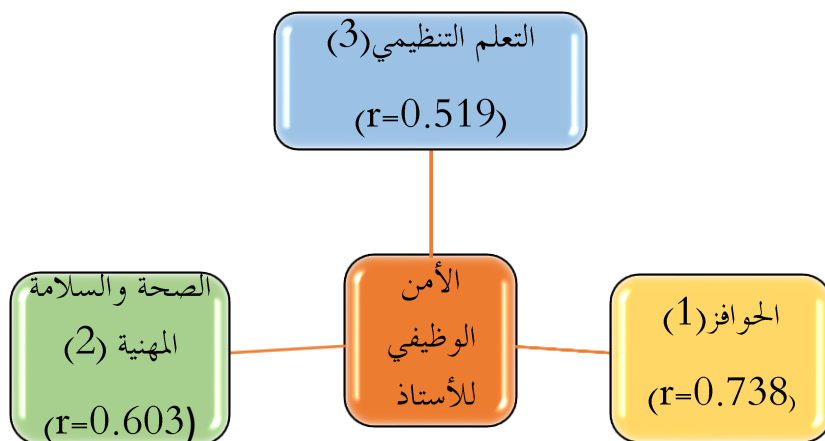 التعلم التنظيمي(3)
(r=0.519)
الأمن
الوظيفي
للأستاذ
الحوافز(1)
(r=0.738)
الصحة والسلامة
المهنية (2)
(r=0.603)